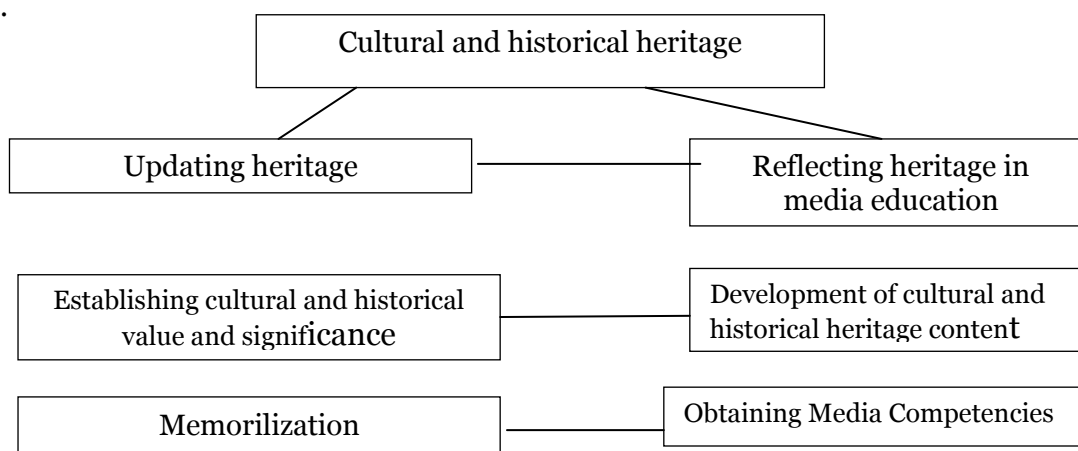 .
Cultural and historical heritage
Updating heritage
Reflecting heritage in
media education
Establishing cultural and historical
value and significance
Development of cultural and
historical heritage content
Memorilization
Obtaining Media Competencies